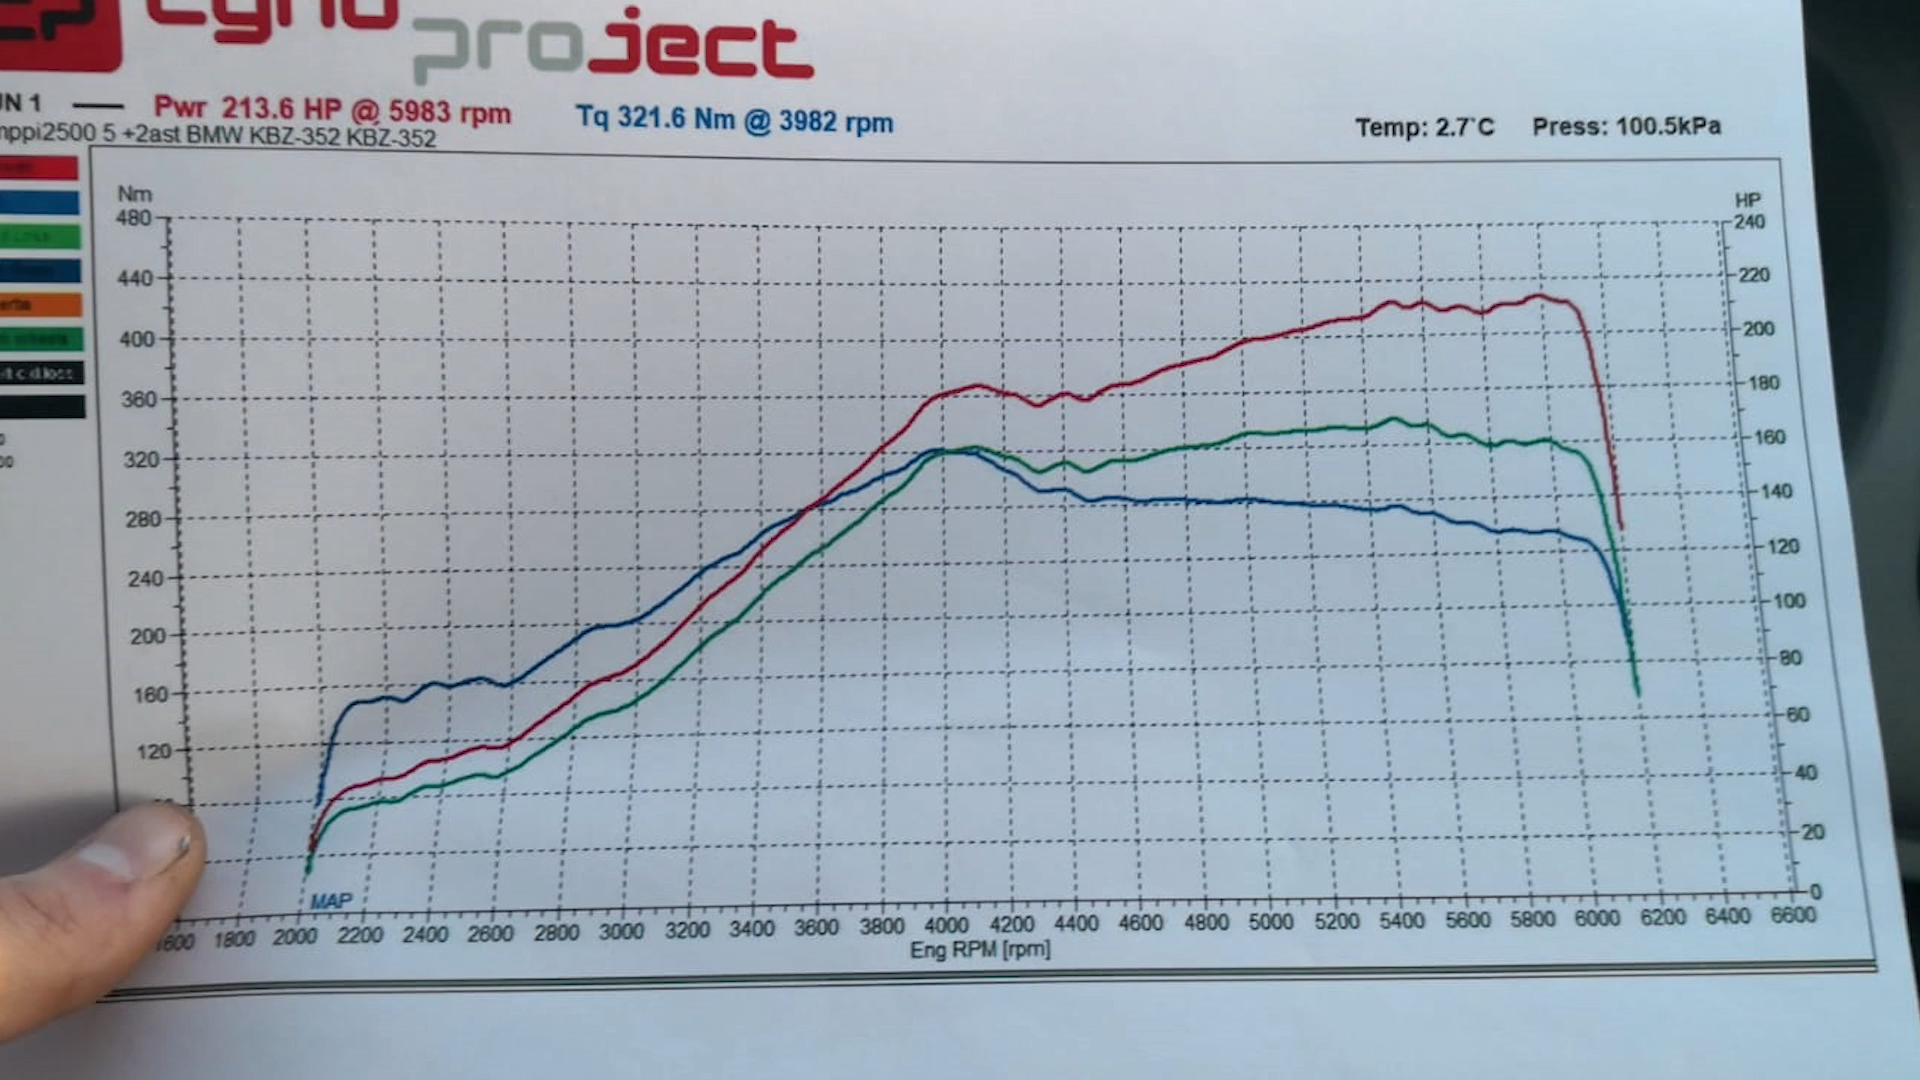 project
Pwr 213.6 HP @ 5983 rpm Tq 321.6 Nm @ 3982 rpm
5 +2ast BMW KBZ-352 KBZ-352
Temp: 2.7°C Press: 100.5kPa
Nm
480
440
400
360
320
280
240
200
160
120
HP
240
220
200
180
160
140
120
100
80
60
40
20
0
MAP
1800 2000 2200 2400 2600 2800 3000 3200 3400 3600 3800 4000 4200 4400 4600 4800 5000 5200 5400 5600 5800 6000 6200 6400 6600
Eng RPM [rpm]